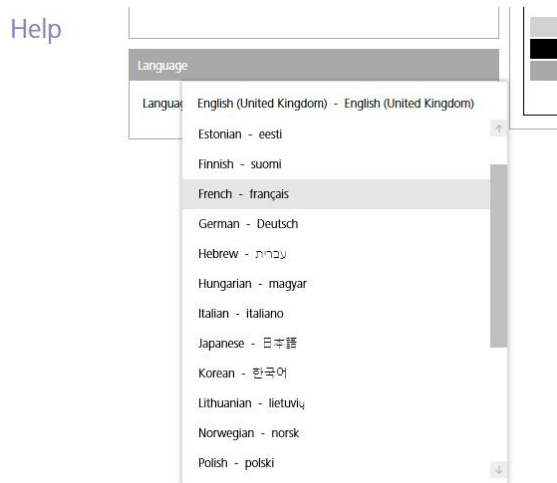 Help
Language
Languag
English (United Kingdom) - English (United Kingdom)
Estonian - eesti
Finnish - suomi
French - français
German - Deutsch
Hebrew - עברית
Hungarian - magyar
Italian - italiano
Japanese - 日本語
Korean - 한국어
Lithuanian - lietuvių
Norwegian - norsk
Polish - polski